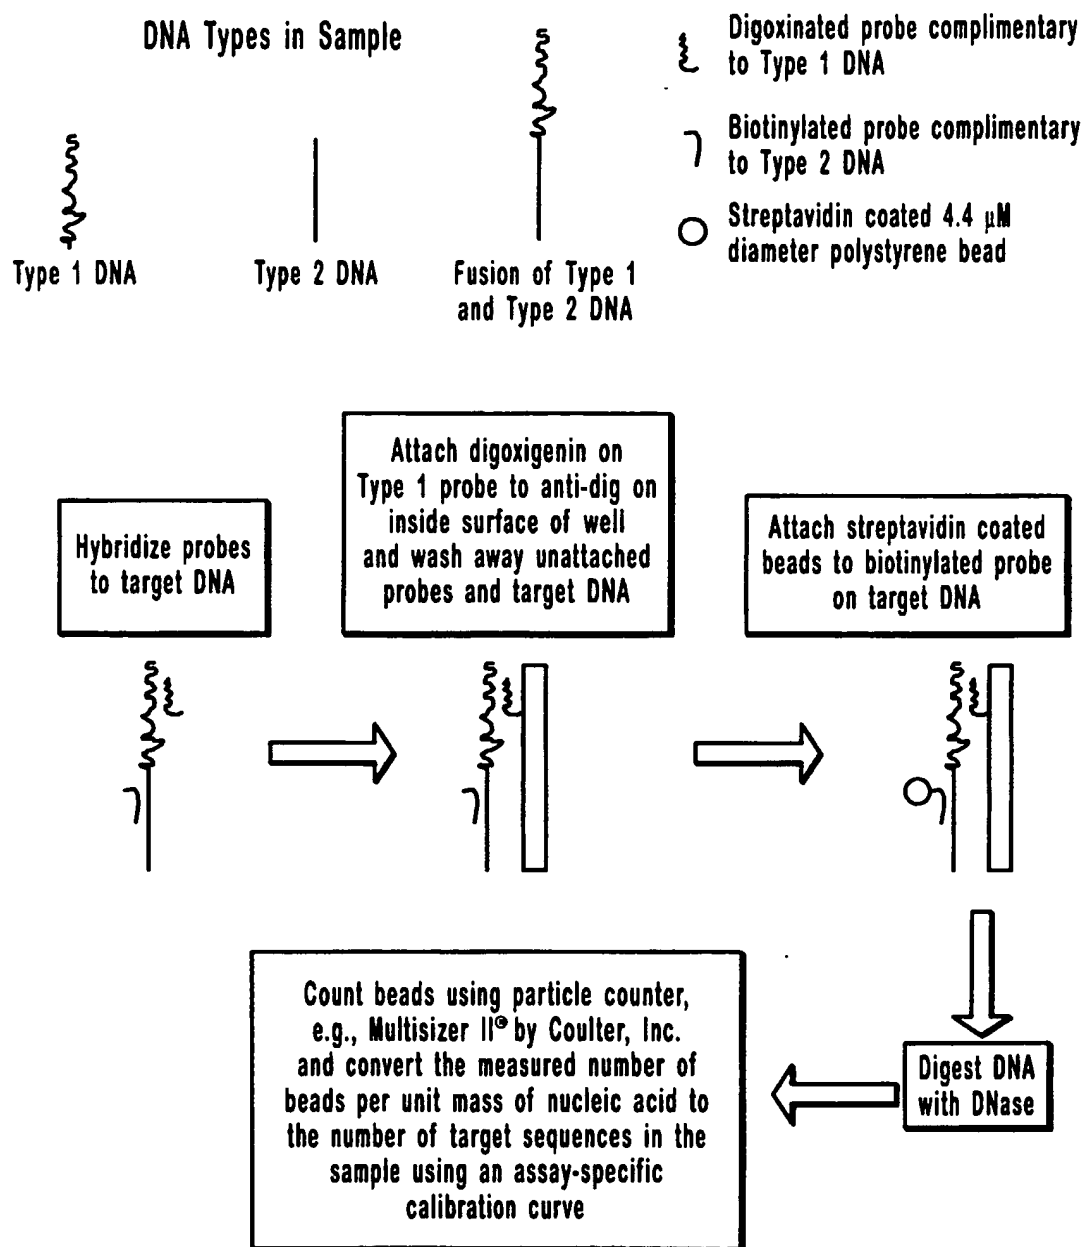 DNA Types in Sample
Type 1 DNA
Type 2 DNA
Fusion of Type 1
and Type 2 DNA
Digoxinated probe complimentary
to Type 1 DNA
Biotinylated probe complimentary
to Type 2 DNA
Streptavidin coated 4.4 µM
diameter polystyrene bead
Hybridize probes
to target DNA
Attach digoxigenin on
Type 1 probe to anti-dig on
inside surface of well
and wash away unattached
probes and target DNA
Attach streptavidin coated
beads to biotinylated probe
on target DNA
Digest DNA
with DNase
Count beads using particle counter,
e.g., Multisizer II® by Coulter, Inc.
and convert the measured number of
beads per unit mass of nucleic acid to
the number of target sequences in the
sample using an assay-specific
calibration curve